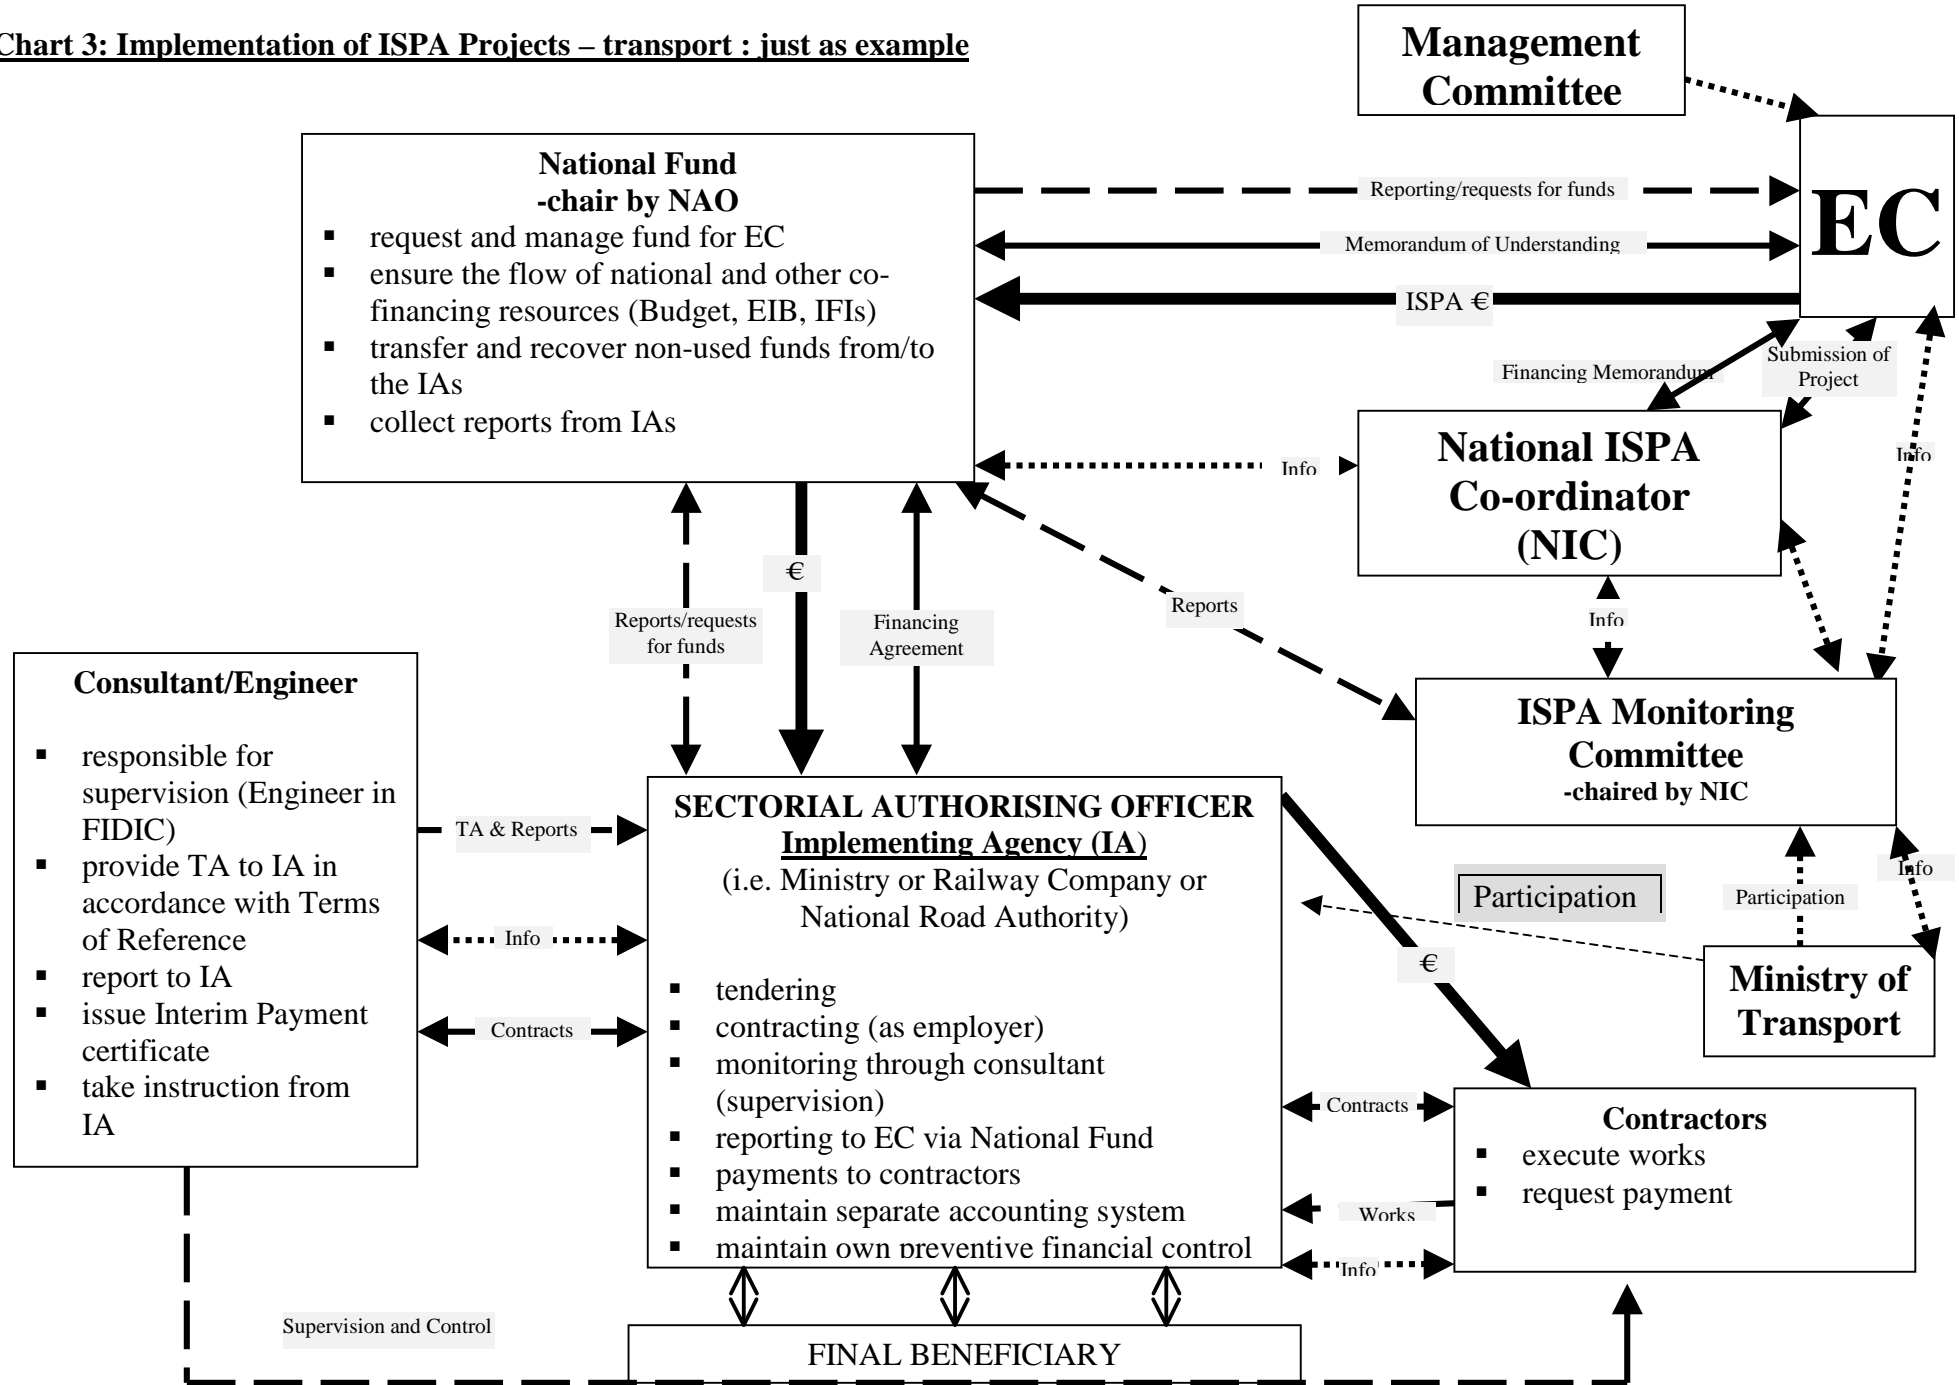 Chart 3: Implementation of ISPA Projects – transport : just as example
Management
Committee
EC
National Fund
-chair by NAO
▪ request and manage fund for EC
▪ ensure the flow of national and other co-
financing resources (Budget, EIB, IFIs)
▪ transfer and recover non-used funds from/to
the IAs
▪ collect reports from IAs
Reporting/requests for funds
Memorandum of Understanding
ISPA €
Financing Memorandum
Submission of
Project
Info
National ISPA
Co-ordinator
(NIC)
Info
Info
Reports
€
Reports/requests
for funds
Financing
Agreement
ISPA Monitoring
Committee
-chaired by NIC
Consultant/Engineer
▪ responsible for
supervision (Engineer in
FIDIC)
▪ provide TA to IA in
accordance with Terms
of Reference
▪ report to IA
▪ issue Interim Payment
certificate
▪ take instruction from
IA
TA & Reports
Info
Contracts
SECTORIAL AUTHORISING OFFICER
Implementing Agency (IA)
(i.e. Ministry or Railway Company or
National Road Authority)
▪ tendering
▪ contracting (as employer)
▪ monitoring through consultant
(supervision)
▪ reporting to EC via National Fund
▪ payments to contractors
▪ maintain separate accounting system
▪ maintain own preventive financial control
Participation
Participation
Info
€
Ministry of
Transport
Contracts
Works
Info
Contractors
▪ execute works
▪ request payment
Supervision and Control
FINAL BENEFICIARY